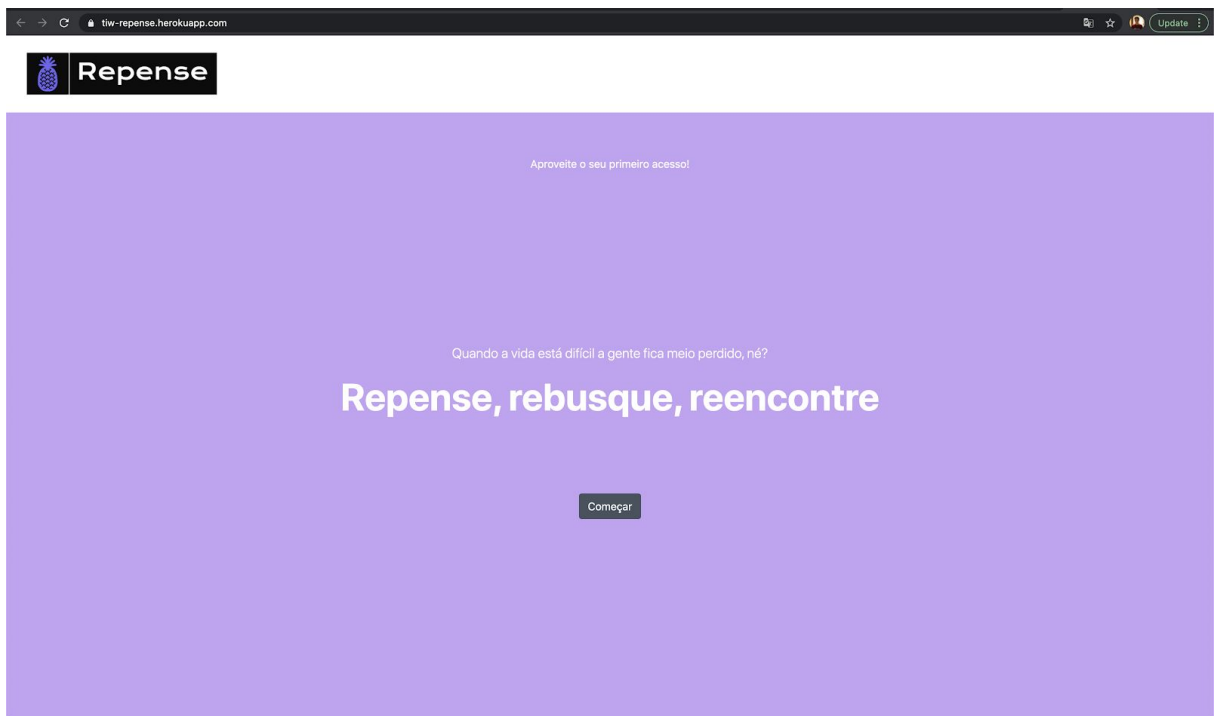 tiw-repense.herokuapp.com
Update
Repense
Aproveite o seu primeiro acesso!
Quando a vida está difícil a gente fica meio perdido, né?
Repense, rebusque, reencontre
Começar